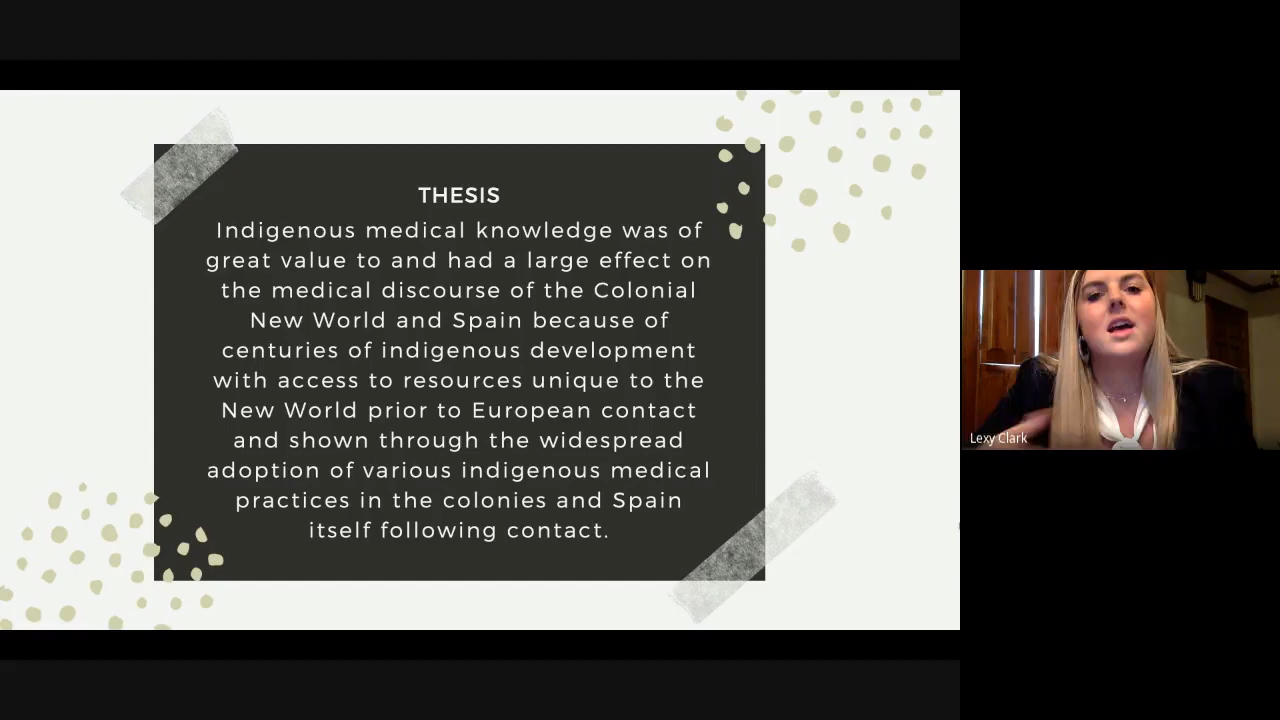 THESIS
Indigenous medical knowledge was of
great value to and had a large effect on
the medical discourse of the Colonial
New World and Spain because of
centuries of indigenous development
with access to resources unique to the
New World prior to European contact
and shown through the widespread
adoption of various indigenous medical
practices in the colonies and Spain
itself following contact.
Lexy Clark